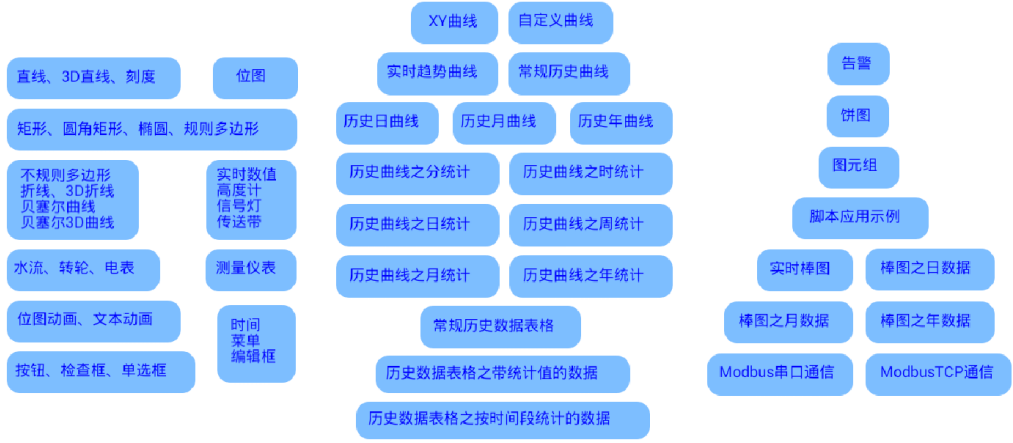 XY曲线
自定义曲线
实时趋势曲线
常规历史曲线
历史日曲线
历史月曲线
历史年曲线
历史曲线之分统计
历史曲线之时统计
历史曲线之日统计
历史曲线之周统计
历史曲线之月统计
历史曲线之年统计
常规历史数据表格
历史数据表格之带统计值的数据
历史数据表格之按时间段统计的数据
直线、3D直线、刻度
位图
矩形、圆角矩形、椭圆、规则多边形
不规则多边形
折线、3D折线
贝塞尔曲线
贝塞尔3D曲线
实时数值
高度计
信号灯
传送带
水流、转轮、电表
测量仪表
位图动画、文本动画
时间
菜单
编辑框
按钮、检查框、单选框
告警
饼图
图元组
脚本应用示例
实时棒图
棒图之日数据
棒图之月数据
棒图之年数据
Modbus串口通信
ModbusTCP通信